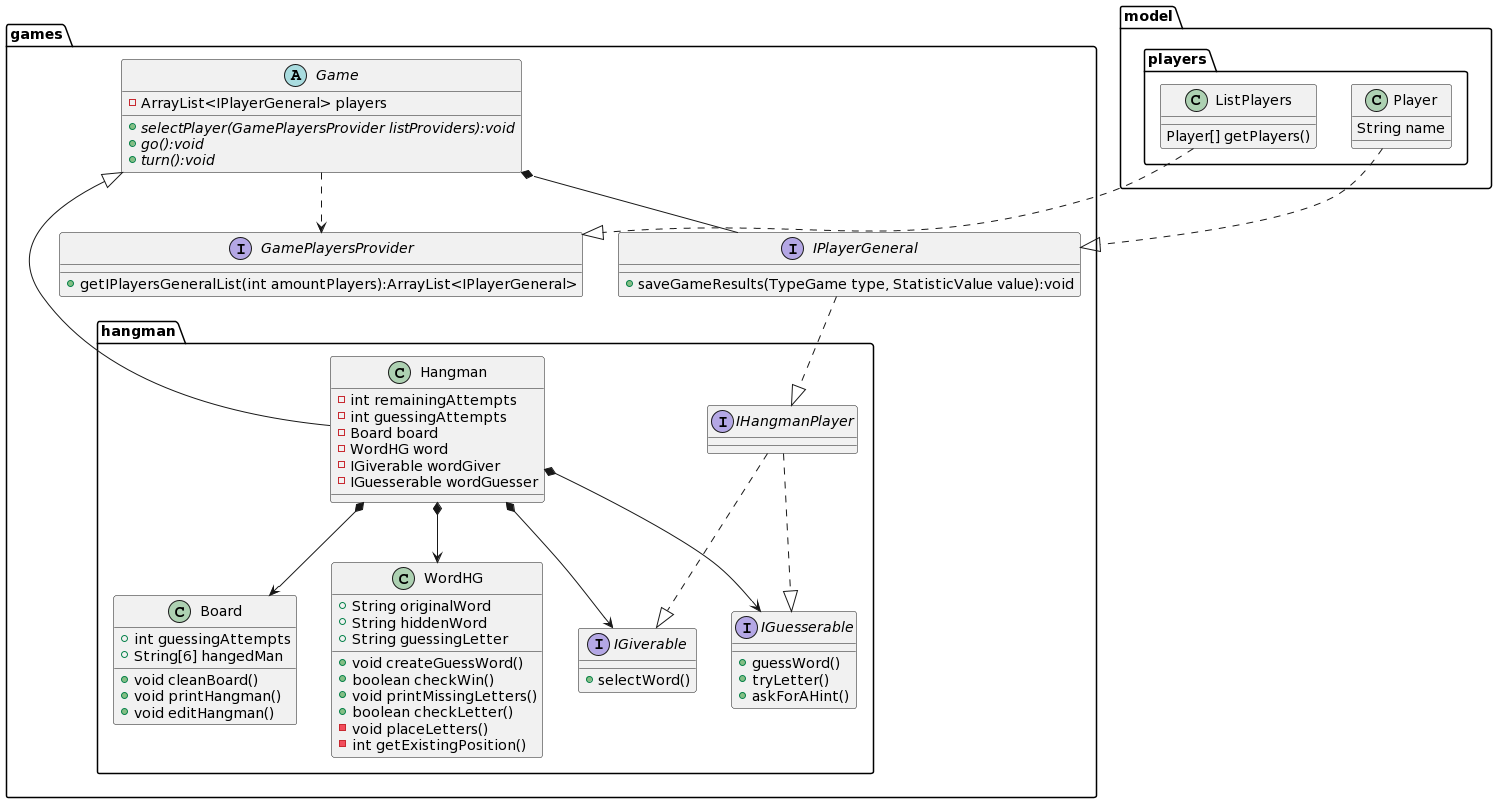 model
games
players
A Game
ArrayList<IPlayerGeneral> players
selectPlayer(GamePlayersProvider listProviders):void
go():void
turn():void
C ListPlayers
Player[] getPlayers()
C Player
String name
I GamePlayersProvider
getIPlayersGeneralList(int amountPlayers):ArrayList<IPlayerGeneral>
I IPlayerGeneral
saveGameResults(TypeGame type, StatisticValue value):void
hangman
C Hangman
int remainingAttempts
int guessingAttempts
Board board
WordHG word
IGiverable wordGiver
IGuesserable wordGuesser
I IHangmanPlayer
C Board
int guessingAttempts
String[6] hangedMan
void cleanBoard()
void printHangman()
void editHangman()
C WordHG
String originalWord
String hiddenWord
String guessingLetter
void createGuessWord()
boolean checkWin()
void printMissingLetters()
boolean checkLetter()
void placeLetters()
int getExistingPosition()
I IGiverable
selectWord()
I IGuesserable
guessWord()
tryLetter()
askForAHint()